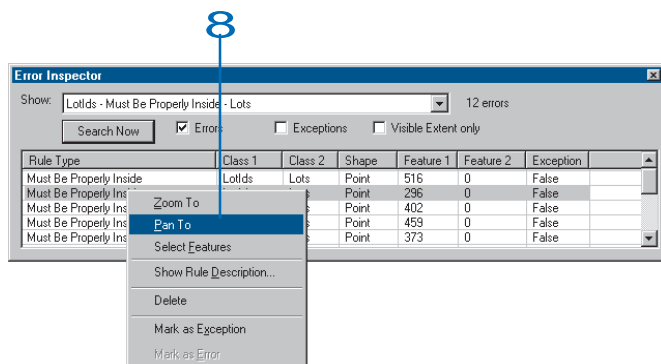 8
Error Inspector
Show: LotIds - Must Be Properly Inside - Lots 12 errors
Search Now Errors Exceptions Visible Extent only
Rule Type Class 1 Class 2 Shape Feature 1 Feature 2 Exception
Must Be Properly Inside LotIds Lots Point 516 0 False
Must Be Properly Ins Point 296 0 False
Must Be Properly Ins s Point 402 0 False
Must Be Properly Ins s Point 459 0 False
Must Be Properly Ins s Point 373 0 False
Zoom To
Pan To
Select Features
Show Rule Description...
Delete
Mark as Exception
Mark as Error